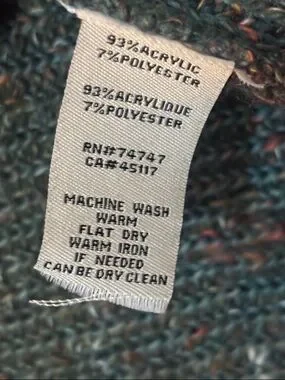 93%ACRYLIC
7%POLYESTER
93%ACRYLIQUE
7%POLYESTER
RN#74747
CA#45117
MACHINE WASH
WARM
FLAT DRY
WARM IRON
IF NEEDED
CAN BE DRY CLEAN